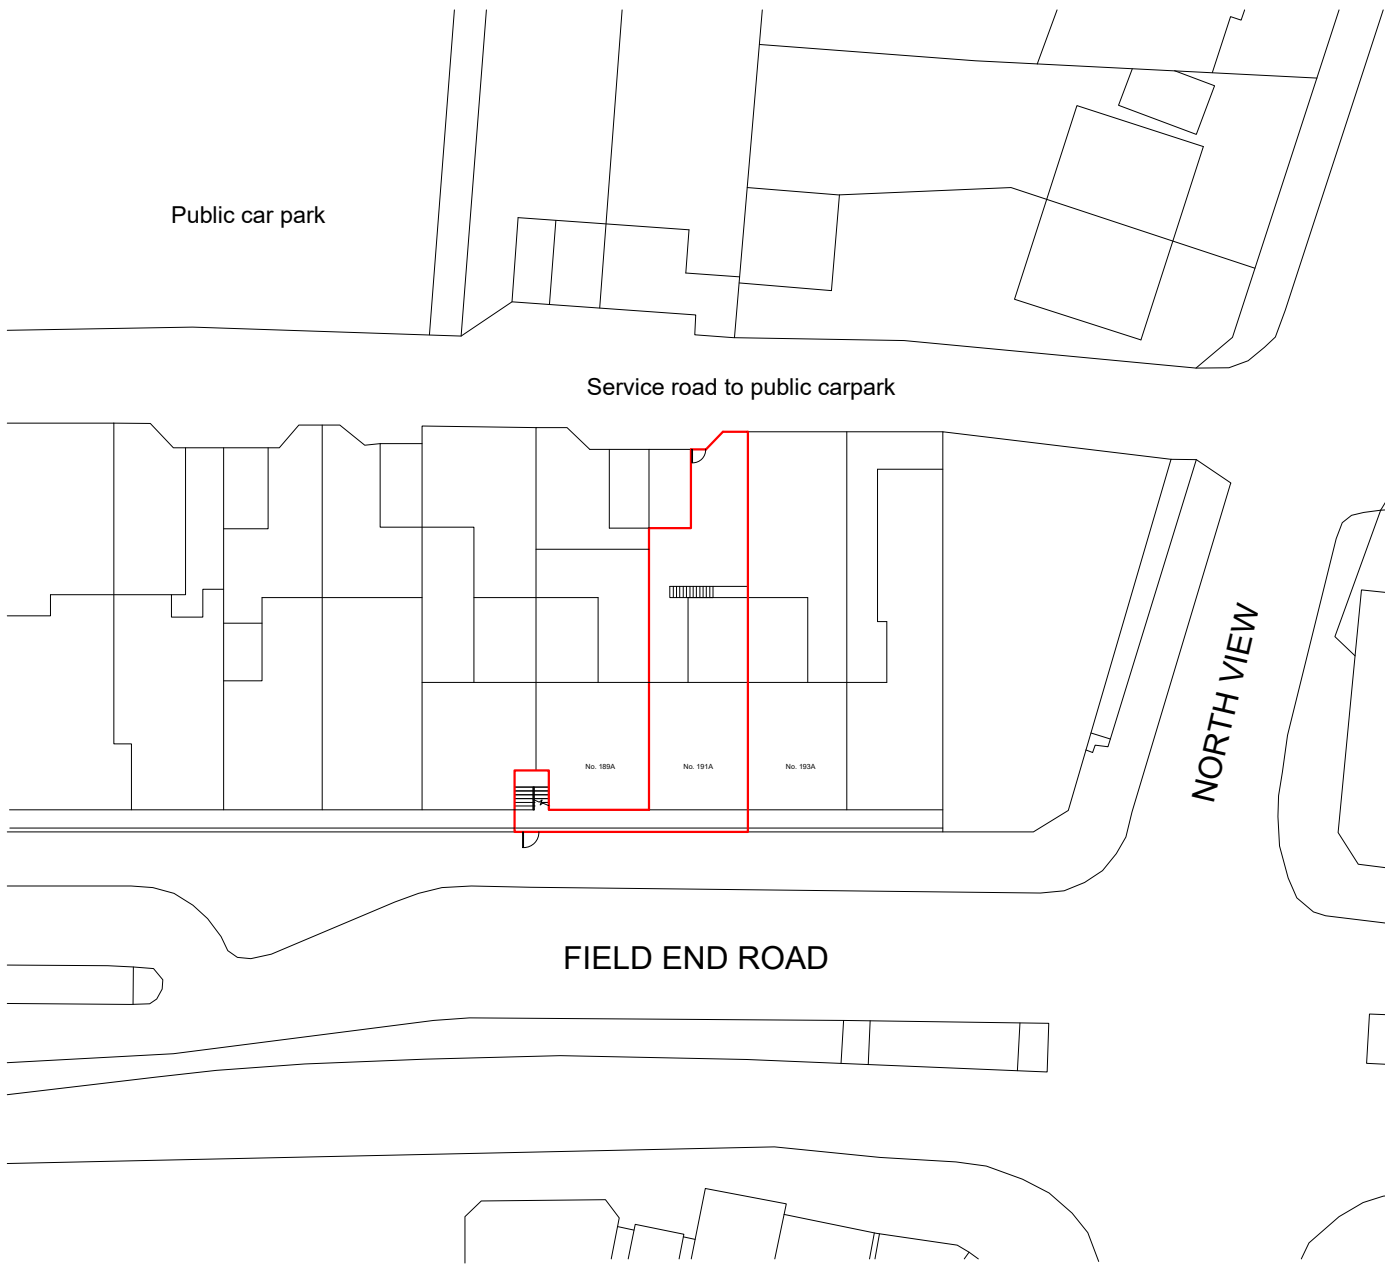 Public car park
Service road to public carpark
NORTH VIEW
No. 189A
No. 191A
No. 193A
FIELD END ROAD